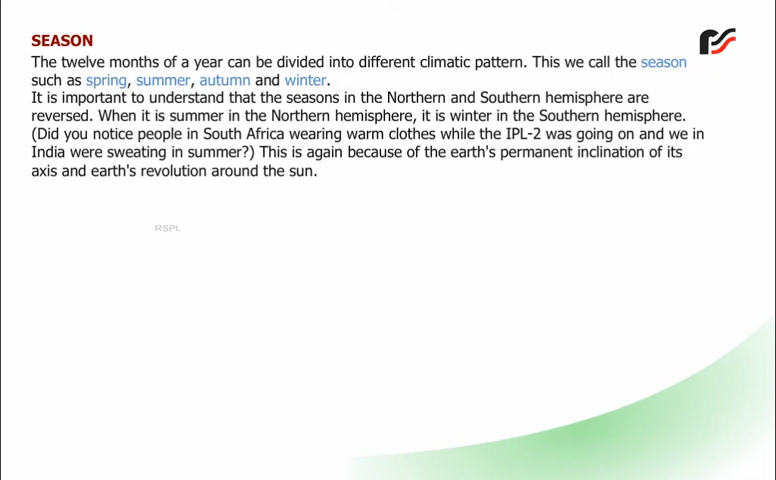 SEASON
The twelve months of a year can be divided into different climatic pattern. This we call the season
such as spring, summer, autumn and winter.
It is important to understand that the seasons in the Northern and Southern hemisphere are
reversed. When it is summer in the Northern hemisphere, it is winter in the Southern hemisphere.
(Did you notice people in South Africa wearing warm clothes while the IPL-2 was going on and we in
India were sweating in summer?) This is again because of the earth's permanent inclination of its
axis and earth's revolution around the sun.
RSPL